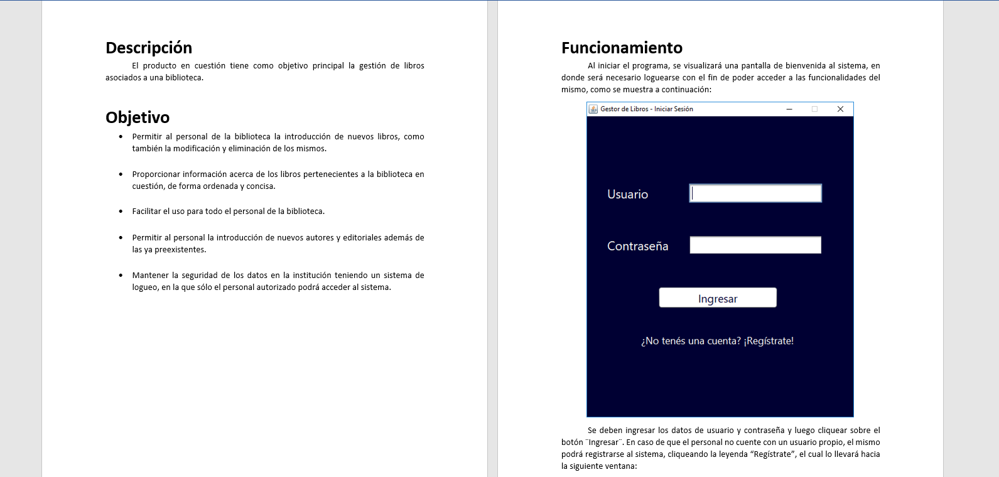 Descripción
El producto en cuestión tiene como objetivo principal la gestión de libros
asociados a una biblioteca.
Objetivo
• Permitir al personal de la biblioteca la introducción de nuevos libros, como
también la modificación y eliminación de los mismos.
• Proporcionar información acerca de los libros pertenecientes a la biblioteca en
cuestión, de forma ordenada y concisa.
• Facilitar el uso para todo el personal de la biblioteca.
• Permitir al personal la introducción de nuevos autores y editoriales además de
las ya preexistentes.
• Mantener la seguridad de los datos en la institución teniendo un sistema de
logueo, en la que sólo el personal autorizado podrá acceder al sistema.
Funcionamiento
Al iniciar el programa, se visualizará una pantalla de bienvenida al sistema, en
donde será necesario loguearse con el fin de poder acceder a las funcionalidades del
mismo, como se muestra a continuación:
Gestor de Libros - Iniciar Sesión
Usuario
Contraseña
Ingresar
¿No tenés una cuenta? ¡Regístrate!
Se deben ingresar los datos de usuario y contraseña y luego cliquear sobre el
botón ¨Ingresar¨. En caso de que el personal no cuente con un usuario propio, el mismo
podrá registrarse al sistema, cliqueando la leyenda “Regístrate”, el cual lo llevará hacia
la siguiente ventana: